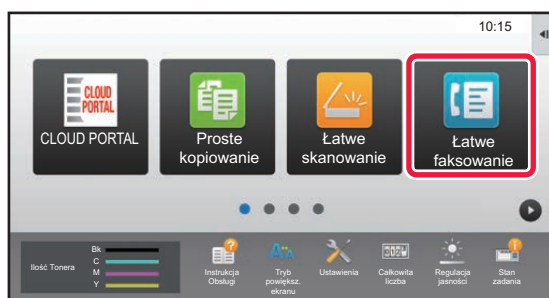 10:15
CLOUD
PORTAL
CLOUD PORTAL
Proste
kopiowanie
Łatwe
skanowanie
Łatwe
faksowanie
Ilość Tonera
Bk
C
M
Y
Instrukcja
Obsługi
Tryb
powiększ.
ekranu
Ustawienia
Całkowita
liczba
Regulacja
jasności
Stan
zadania